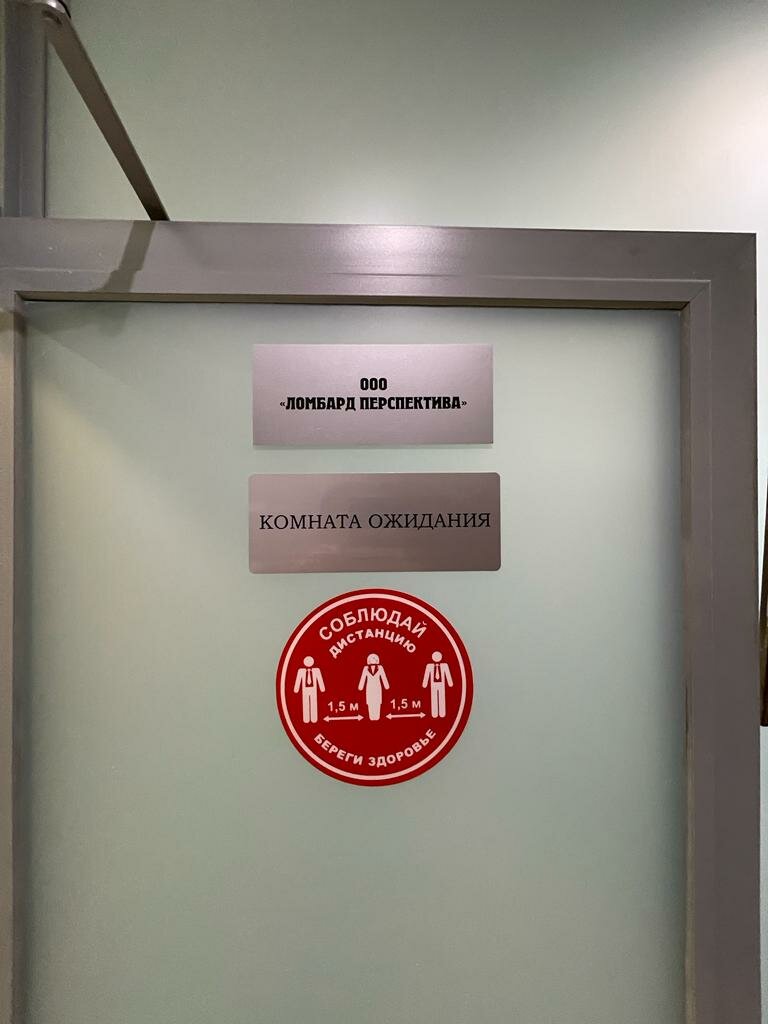 ООО
«ЛОМБАРД ПЕРСПЕКТИВА»
КОМНАТА ОЖИДАНИЯ
СОБЛЮДАЙ
ДИСТАНЦИЮ
1,5 м 1,5 м
БЕРЕГИ ЗДОРОВЬЕ